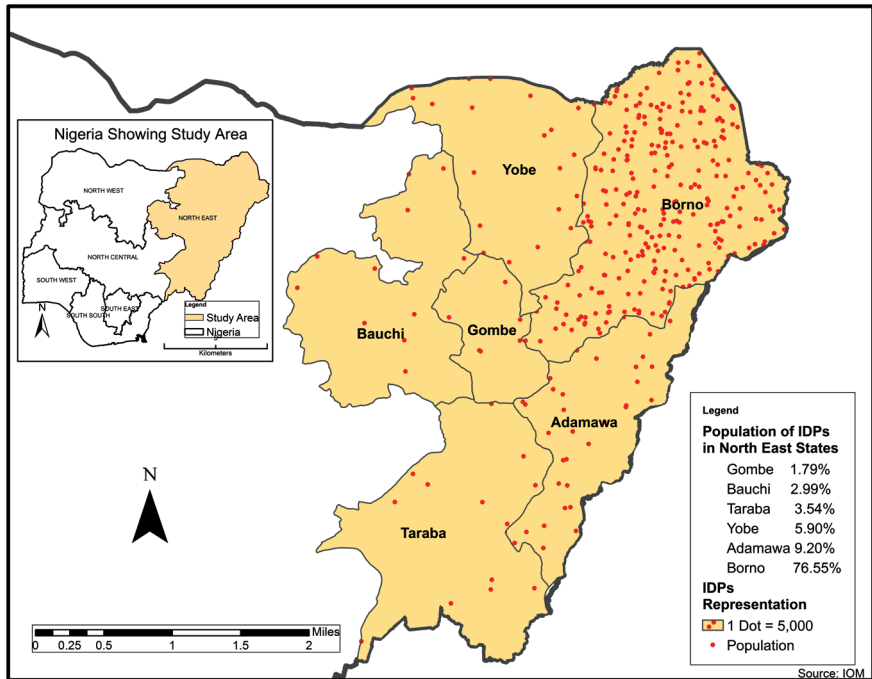 Nigeria Showing Study Area
NORTH WEST
NORTH EAST
NORTH CENTRAL
SOUTH WEST
SOUTH EAST
SOUTH SOUTH
N
Legend
Study Area
Nigeria
Kilometers
Yobe
Borno
Bauchi
Gombe
Adamawa
Taraba
N
0 0.25 0.5 1 1.5 2
Miles
Legend
Population of IDPs
in North East States
Gombe 1.79%
Bauchi 2.99%
Taraba 3.54%
Yobe 5.90%
Adamawa 9.20%
Borno 76.55%
IDPs
Representation
1 Dot = 5,000
Population
Source: IOM